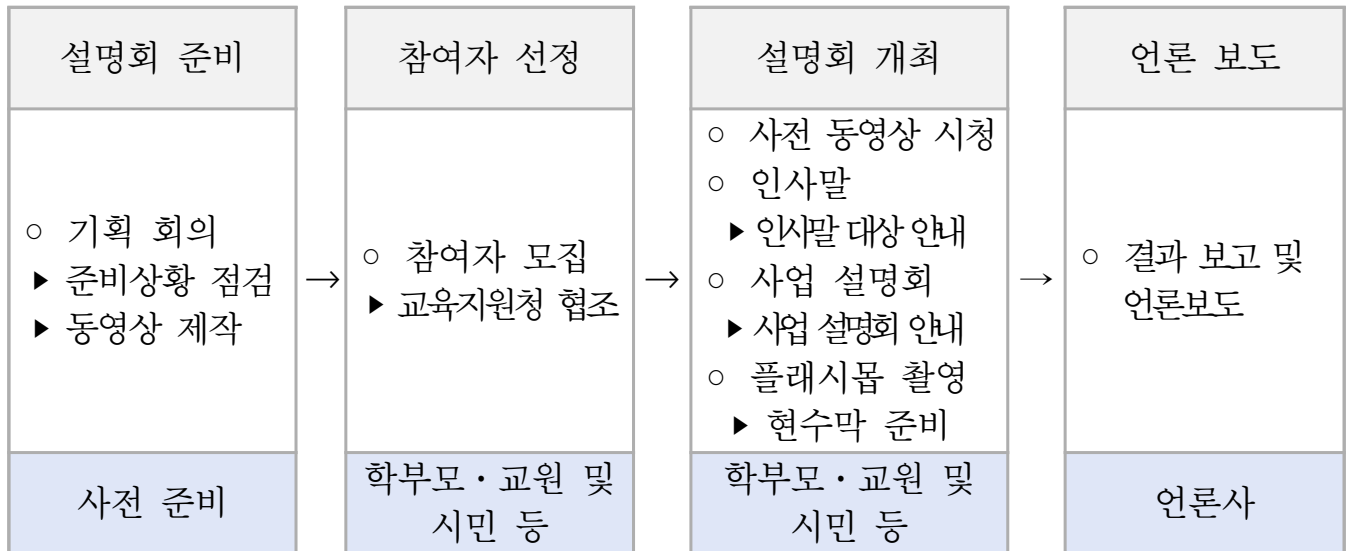 설명회 준비
○ 기획 회의
▶ 준비상황 점검
▶ 동영상 제작
사전 준비
→
참여자 선정
○ 참여자 모집
▶ 교육지원청 협조
학부모・교원 및
시민 등
→
설명회 개최
○ 사전 동영상 시청
○ 인사말
▶ 인사말 대상 안내
○ 사업 설명회
▶ 사업 설명회 안내
○ 플래시몹 촬영
▶ 현수막 준비
학부모・교원 및
시민 등
→
언론 보도
○ 결과 보고 및
언론보도
언론사